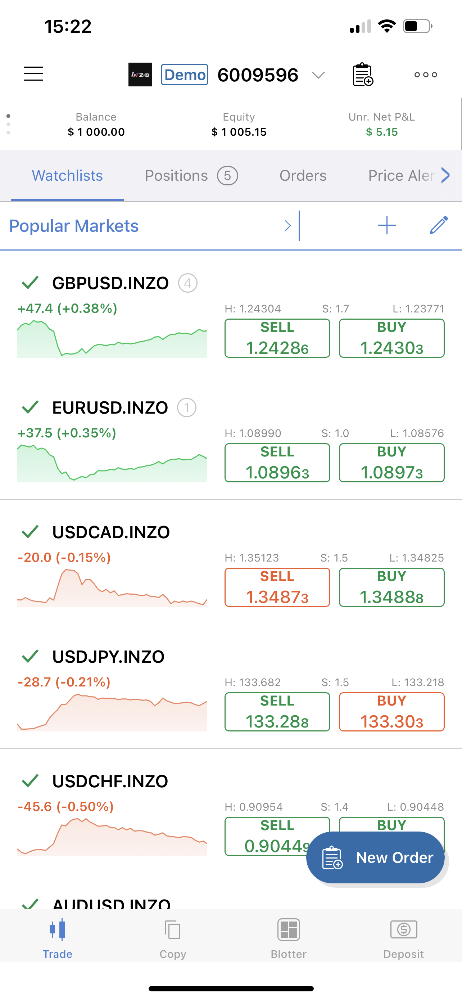 15:22
INZO Demo 6009596
Balance Equity Unr. Net P&L
$ 1 000.00 $ 1 005.15 $ 5.15
Watchlists Positions 5 Orders Price Aler
Popular Markets
GBPUSD.INZO 4
+47.4 (+0.38%) H: 1.24304 S: 1.7 L: 1.23771
SELL BUY
1.24286 1.24303
EURUSD.INZO 1
+37.5 (+0.35%) H: 1.08990 S: 1.0 L: 1.08576
SELL BUY
1.08963 1.08973
USDCAD.INZO
-20.0 (-0.15%) H: 1.35123 S: 1.5 L: 1.34825
SELL BUY
1.34873 1.34888
USDJPY.INZO
-28.7 (-0.21%) H: 133.682 S: 1.5 L: 133.218
SELL BUY
133.288 133.303
USDCHF.INZO
-45.6 (-0.50%) H: 0.90954 S: 1.4 L: 0.90448
SELL BUY
0.90449
New Order
AUDUSD.INZO
Trade Copy Blotter Deposit